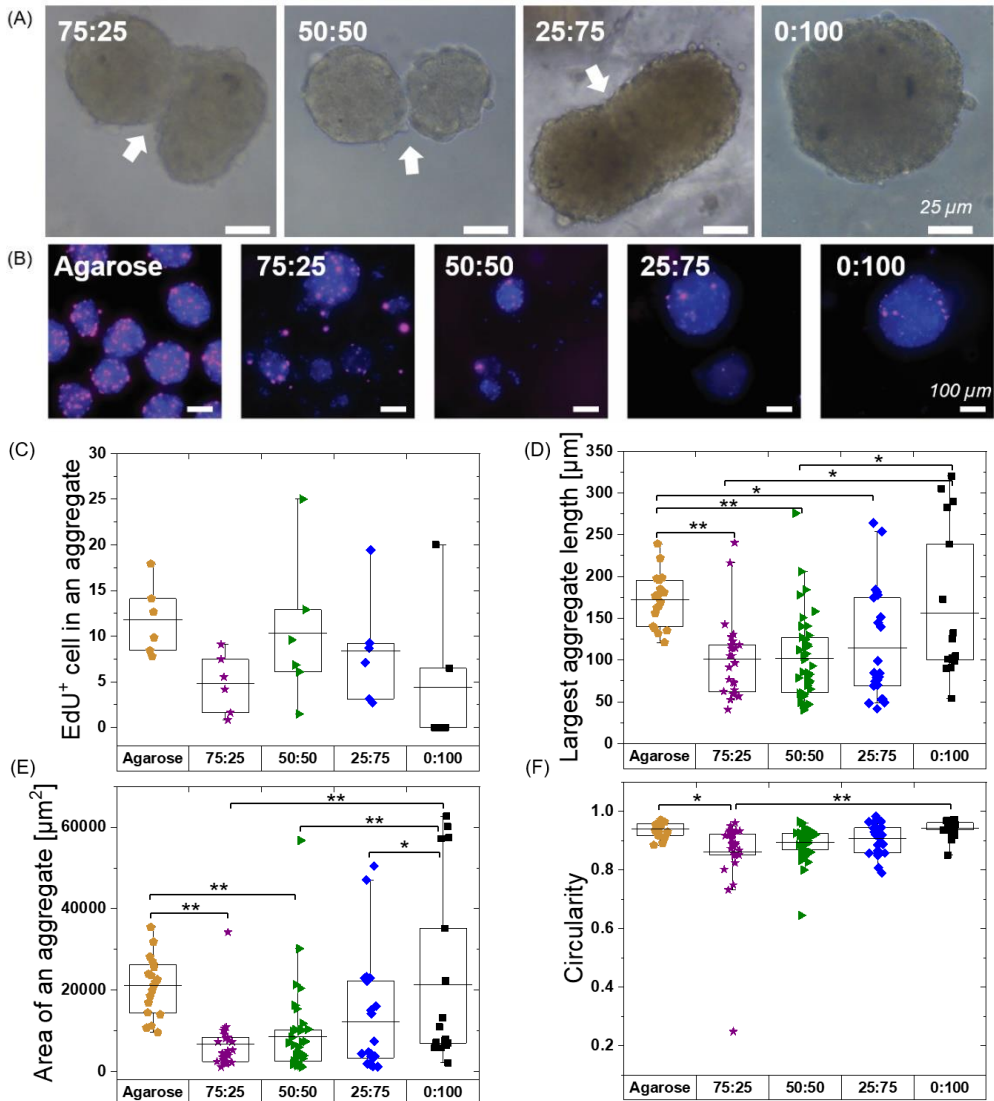 (A)
75:25 50:50 25:75 0:100
25 µm
(B)
Agarose 75:25 50:50 25:75 0:100
100 µm
(C)
EdU+ cell in an aggregate
30
25
20
15
10
5
0
Agarose 75:25 50:50 25:75 0:100
(D)
Largest aggregate length [µm]
350
300
250
200
150
100
50
0
* * * ** **
Agarose 75:25 50:50 25:75 0:100
(E)
Area of an aggregate [µm²]
60000
40000
20000
0
** ** * ** **
Agarose 75:25 50:50 25:75 0:100
(F)
Circularity
1.0
0.8
0.6
0.4
0.2
* **
Agarose 75:25 50:50 25:75 0:100